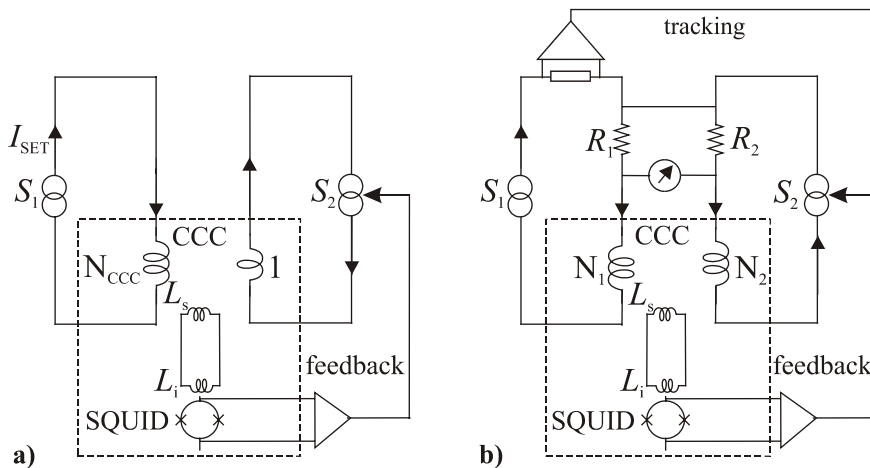 I_SET
S_1
CCC
N_CCC
1
S_2
L_s
L_i
feedback
SQUID
a)
tracking
R_1
R_2
S_1
S_2
CCC
N_1
N_2
L_s
L_i
feedback
SQUID
b)